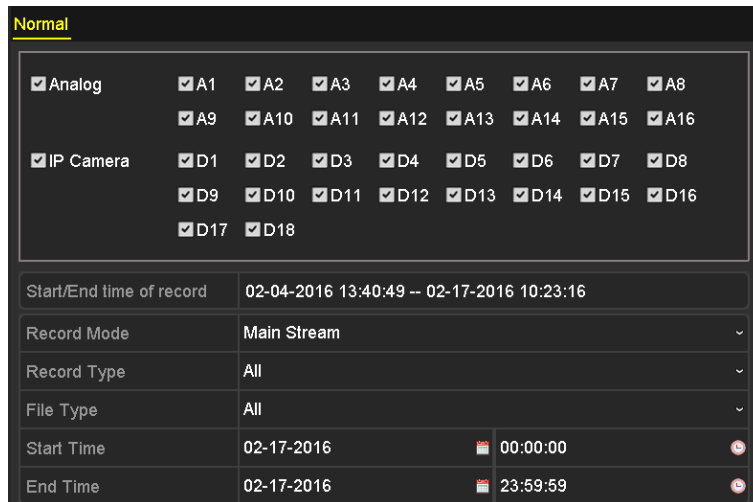 Normal
Analog A1 A2 A3 A4 A5 A6 A7 A8
A9 A10 A11 A12 A13 A14 A15 A16
IP Camera D1 D2 D3 D4 D5 D6 D7 D8
D9 D10 D11 D12 D13 D14 D15 D16
D17 D18
Start/End time of record 02-04-2016 13:40:49 -- 02-17-2016 10:23:16
Record Mode Main Stream
Record Type All
File Type All
Start Time 02-17-2016 00:00:00
End Time 02-17-2016 23:59:59